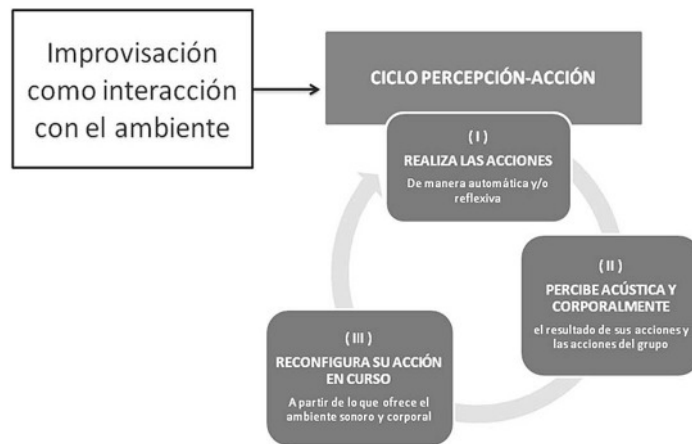 Improvisación
como interacción
con el ambiente
CICLO PERCEPCIÓN-ACCIÓN
( I )
REALIZA LAS ACCIONES
De manera automática y/o
reflexiva
( II )
PERCIBE ACÚSTICA Y
CORPORALMENTE
el resultado de sus acciones y
las acciones del grupo
( III )
RECONFIGURA SU ACCIÓN
EN CURSO
A partir de lo que ofrece el
ambiente sonoro y corporal